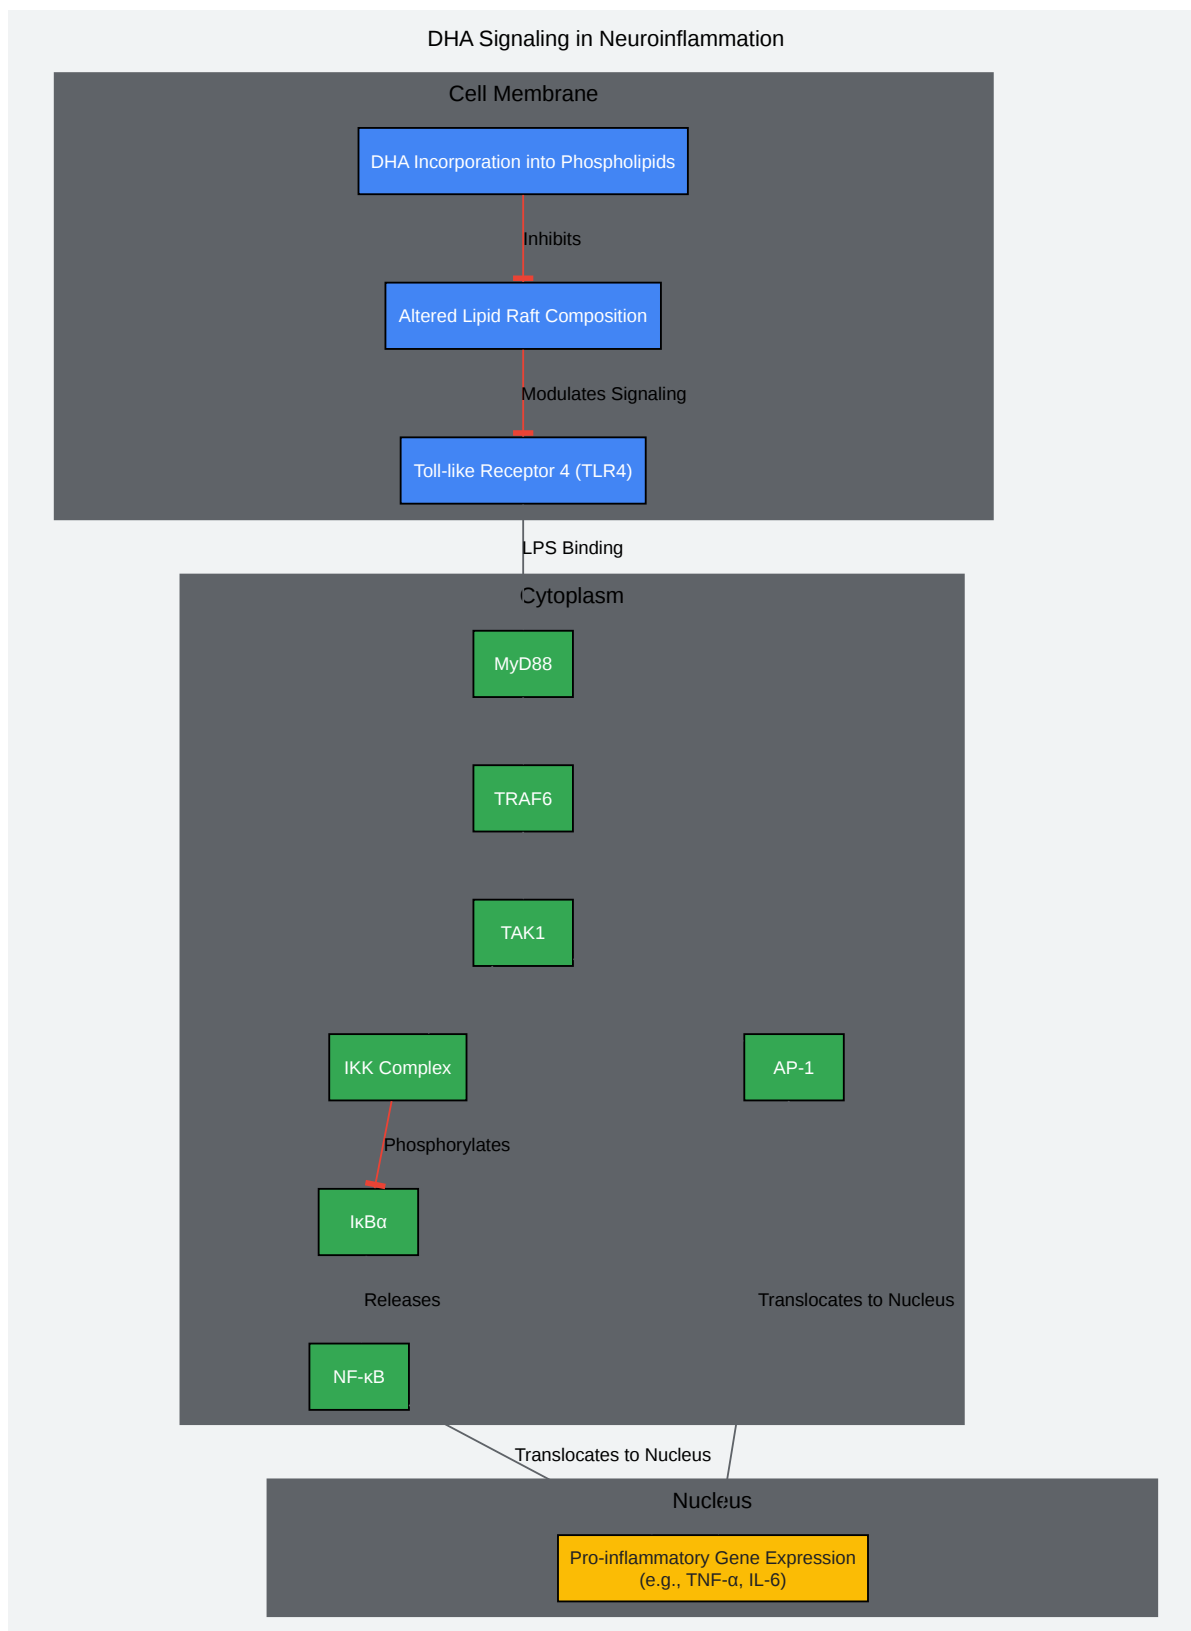 DHA Signaling in Neuroinflammation
Cell Membrane
DHA Incorporation into Phospholipids
Inhibits
Altered Lipid Raft Composition
Modulates Signaling
Toll-like Receptor 4 (TLR4)
LPS Binding
Cytoplasm
MyD88
TRAF6
TAK1
IKK Complex
AP-1
Phosphorylates
IκBα
Releases
Translocates to Nucleus
NF-κB
Translocates to Nucleus
Nucleus
Pro-inflammatory Gene Expression
(e.g., TNF-α, IL-6)